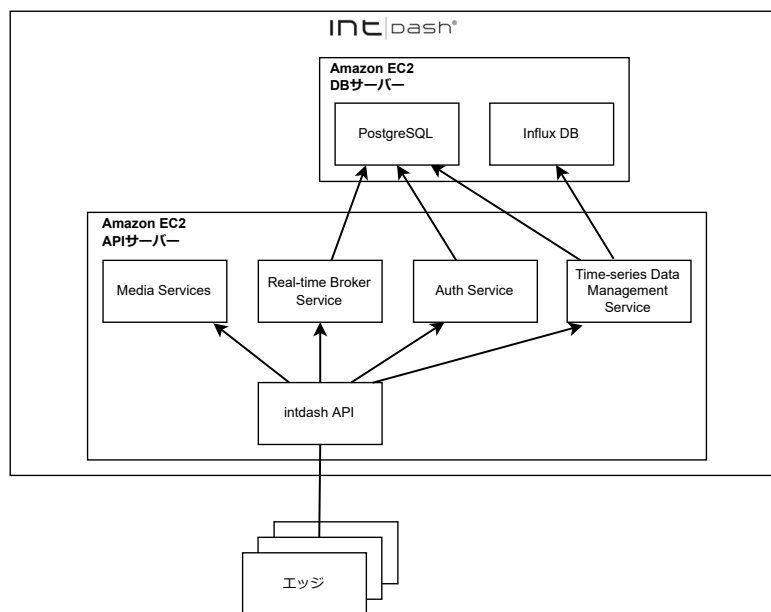 INT DASH®
Amazon EC2
DBサーバー
PostgreSQL
Influx DB
Amazon EC2
APIサーバー
Media Services
Real-time Broker
Service
Auth Service
Time-series Data
Management
Service
intdash API
エッジ